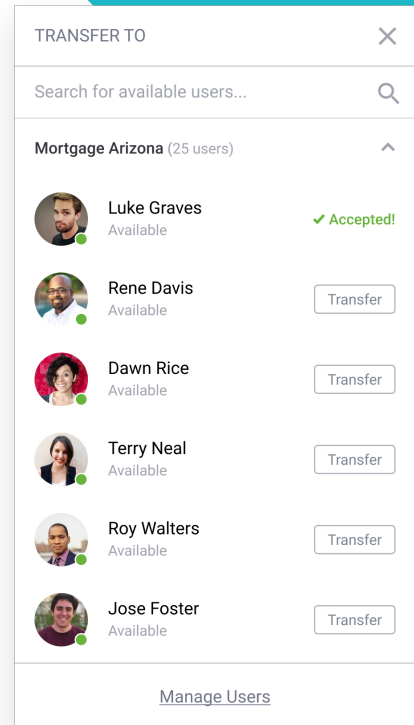 TRANSFER TO
Search for available users...
Mortgage Arizona (25 users)
Luke Graves
Available
Accepted!
Rene Davis
Available
Transfer
Dawn Rice
Available
Transfer
Terry Neal
Available
Transfer
Roy Walters
Available
Transfer
Jose Foster
Available
Transfer
Manage Users